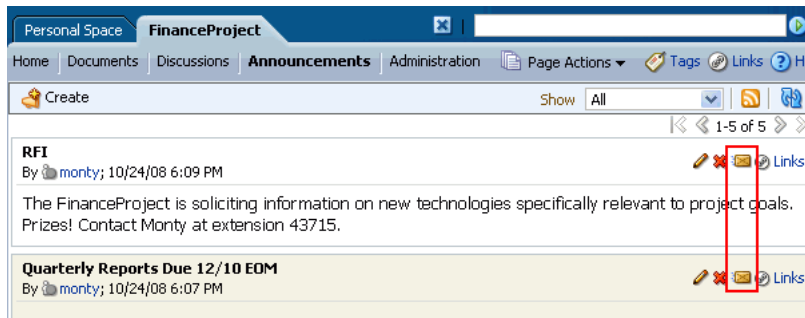 Personal Space FinanceProject
Home Documents Discussions Announcements Administration Page Actions Tags Links H
Create Show All
1-5 of 5
RFI
By monty; 10/24/08 6:09 PM Links
The FinanceProject is soliciting information on new technologies specifically relevant to project goals.
Prizes! Contact Monty at extension 43715.
Quarterly Reports Due 12/10 EOM
By monty; 10/24/08 6:07 PM Links